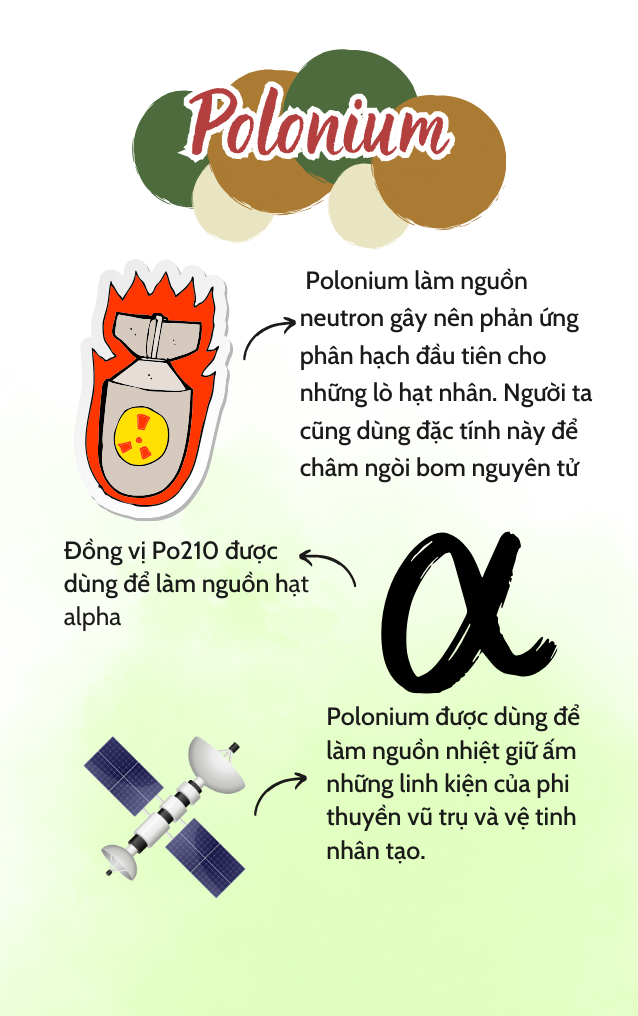 Polonium
Polonium làm nguồn
neutron gây nên phản ứng
phân hạch đầu tiên cho
những lò hạt nhân. Người ta
cũng dùng đặc tính này để
châm ngòi bom nguyên tử
Đồng vị Po210 được
dùng để làm nguồn hạt
alpha
α
Polonium được dùng để
làm nguồn nhiệt giữ ấm
những linh kiện của phi
thuyền vũ trụ và vệ tinh
nhân tạo.